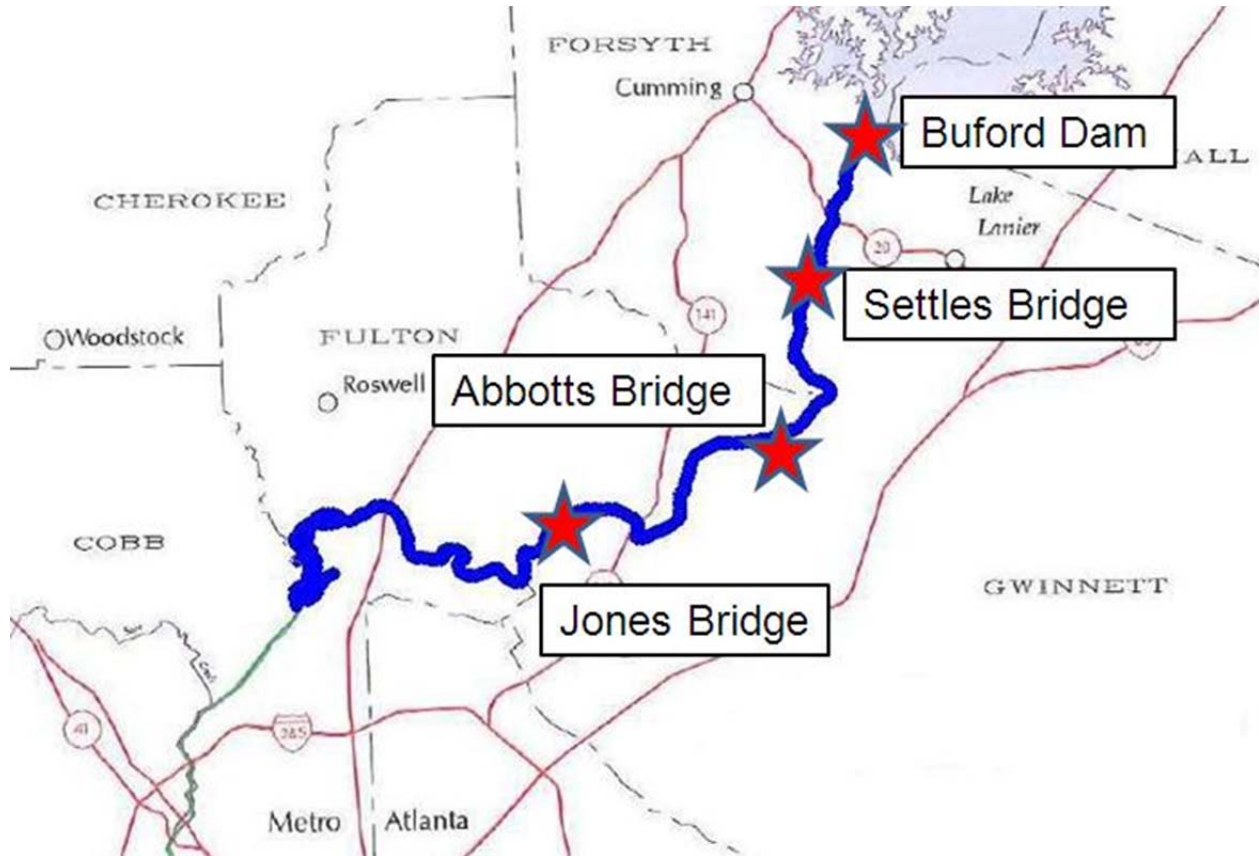 FORSYTH
Cumming
Buford Dam
ALL
CHEROKEE
Lake
Lanier
20
Settles Bridge
141
Woodstock
FULTON
Roswell
Abbotts Bridge
COBB
GWINNETT
Jones Bridge
41
285
Metro Atlanta